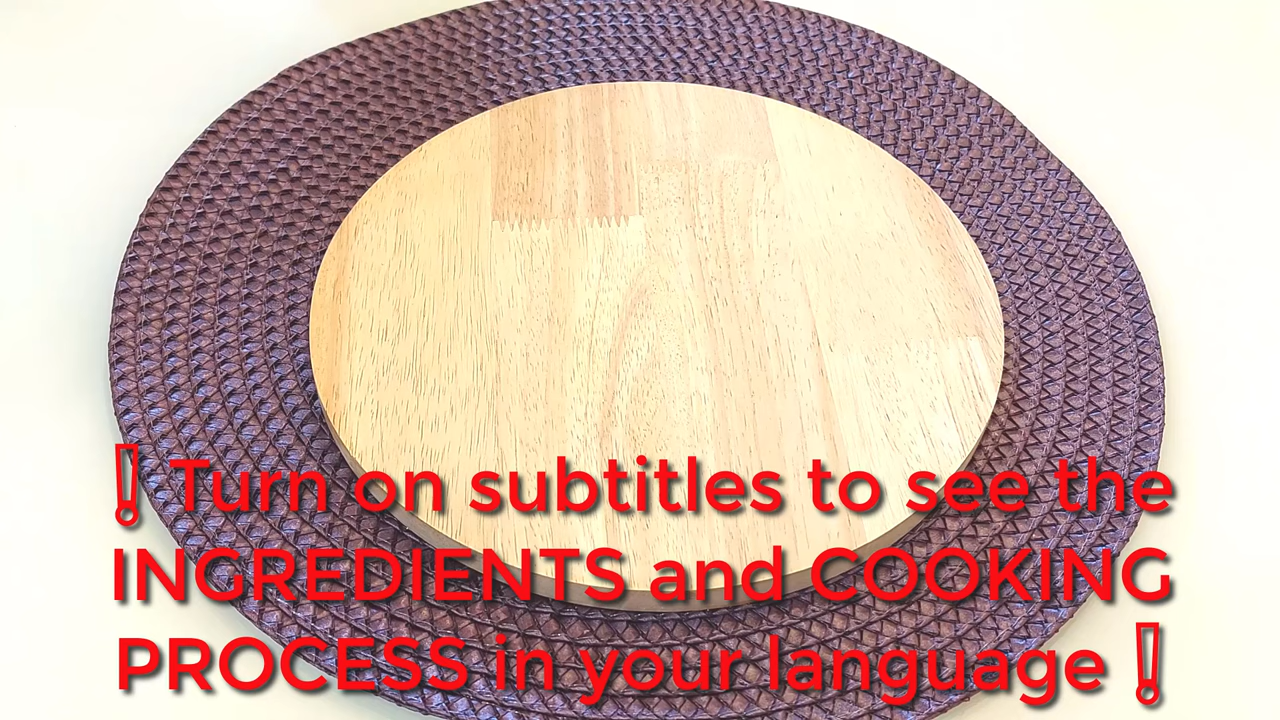 ❕Turn on subtitles to see the
INGREDIENTS and COOKING
PROCESS in your language❕